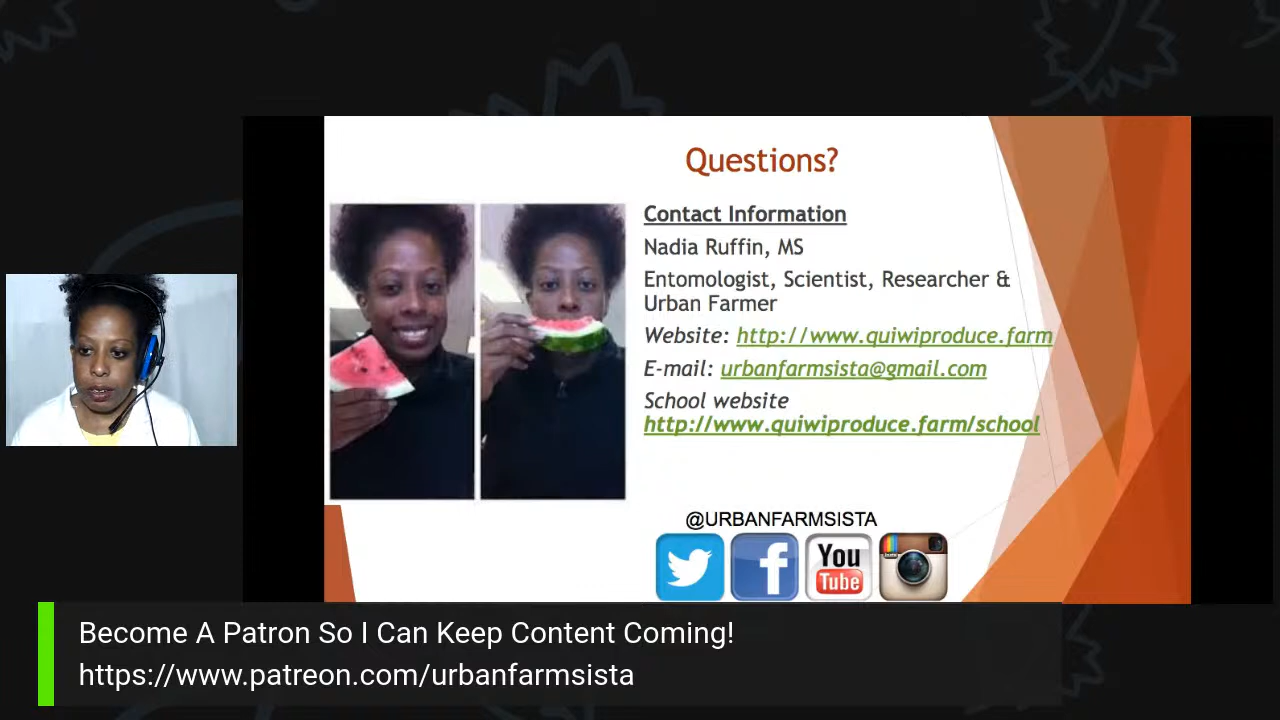 Questions?
Contact Information
Nadia Ruffin, MS
Entomologist, Scientist, Researcher &
Urban Farmer
Website: http://www.quiwiproduce.farm
E-mail: urbanfarmsista@gmail.com
School website
http://www.quiwiproduce.farm/school
@URBANFARMSISTA
You
Tube
Become A Patron So I Can Keep Content Coming!
https://www.patreon.com/urbanfarmsista